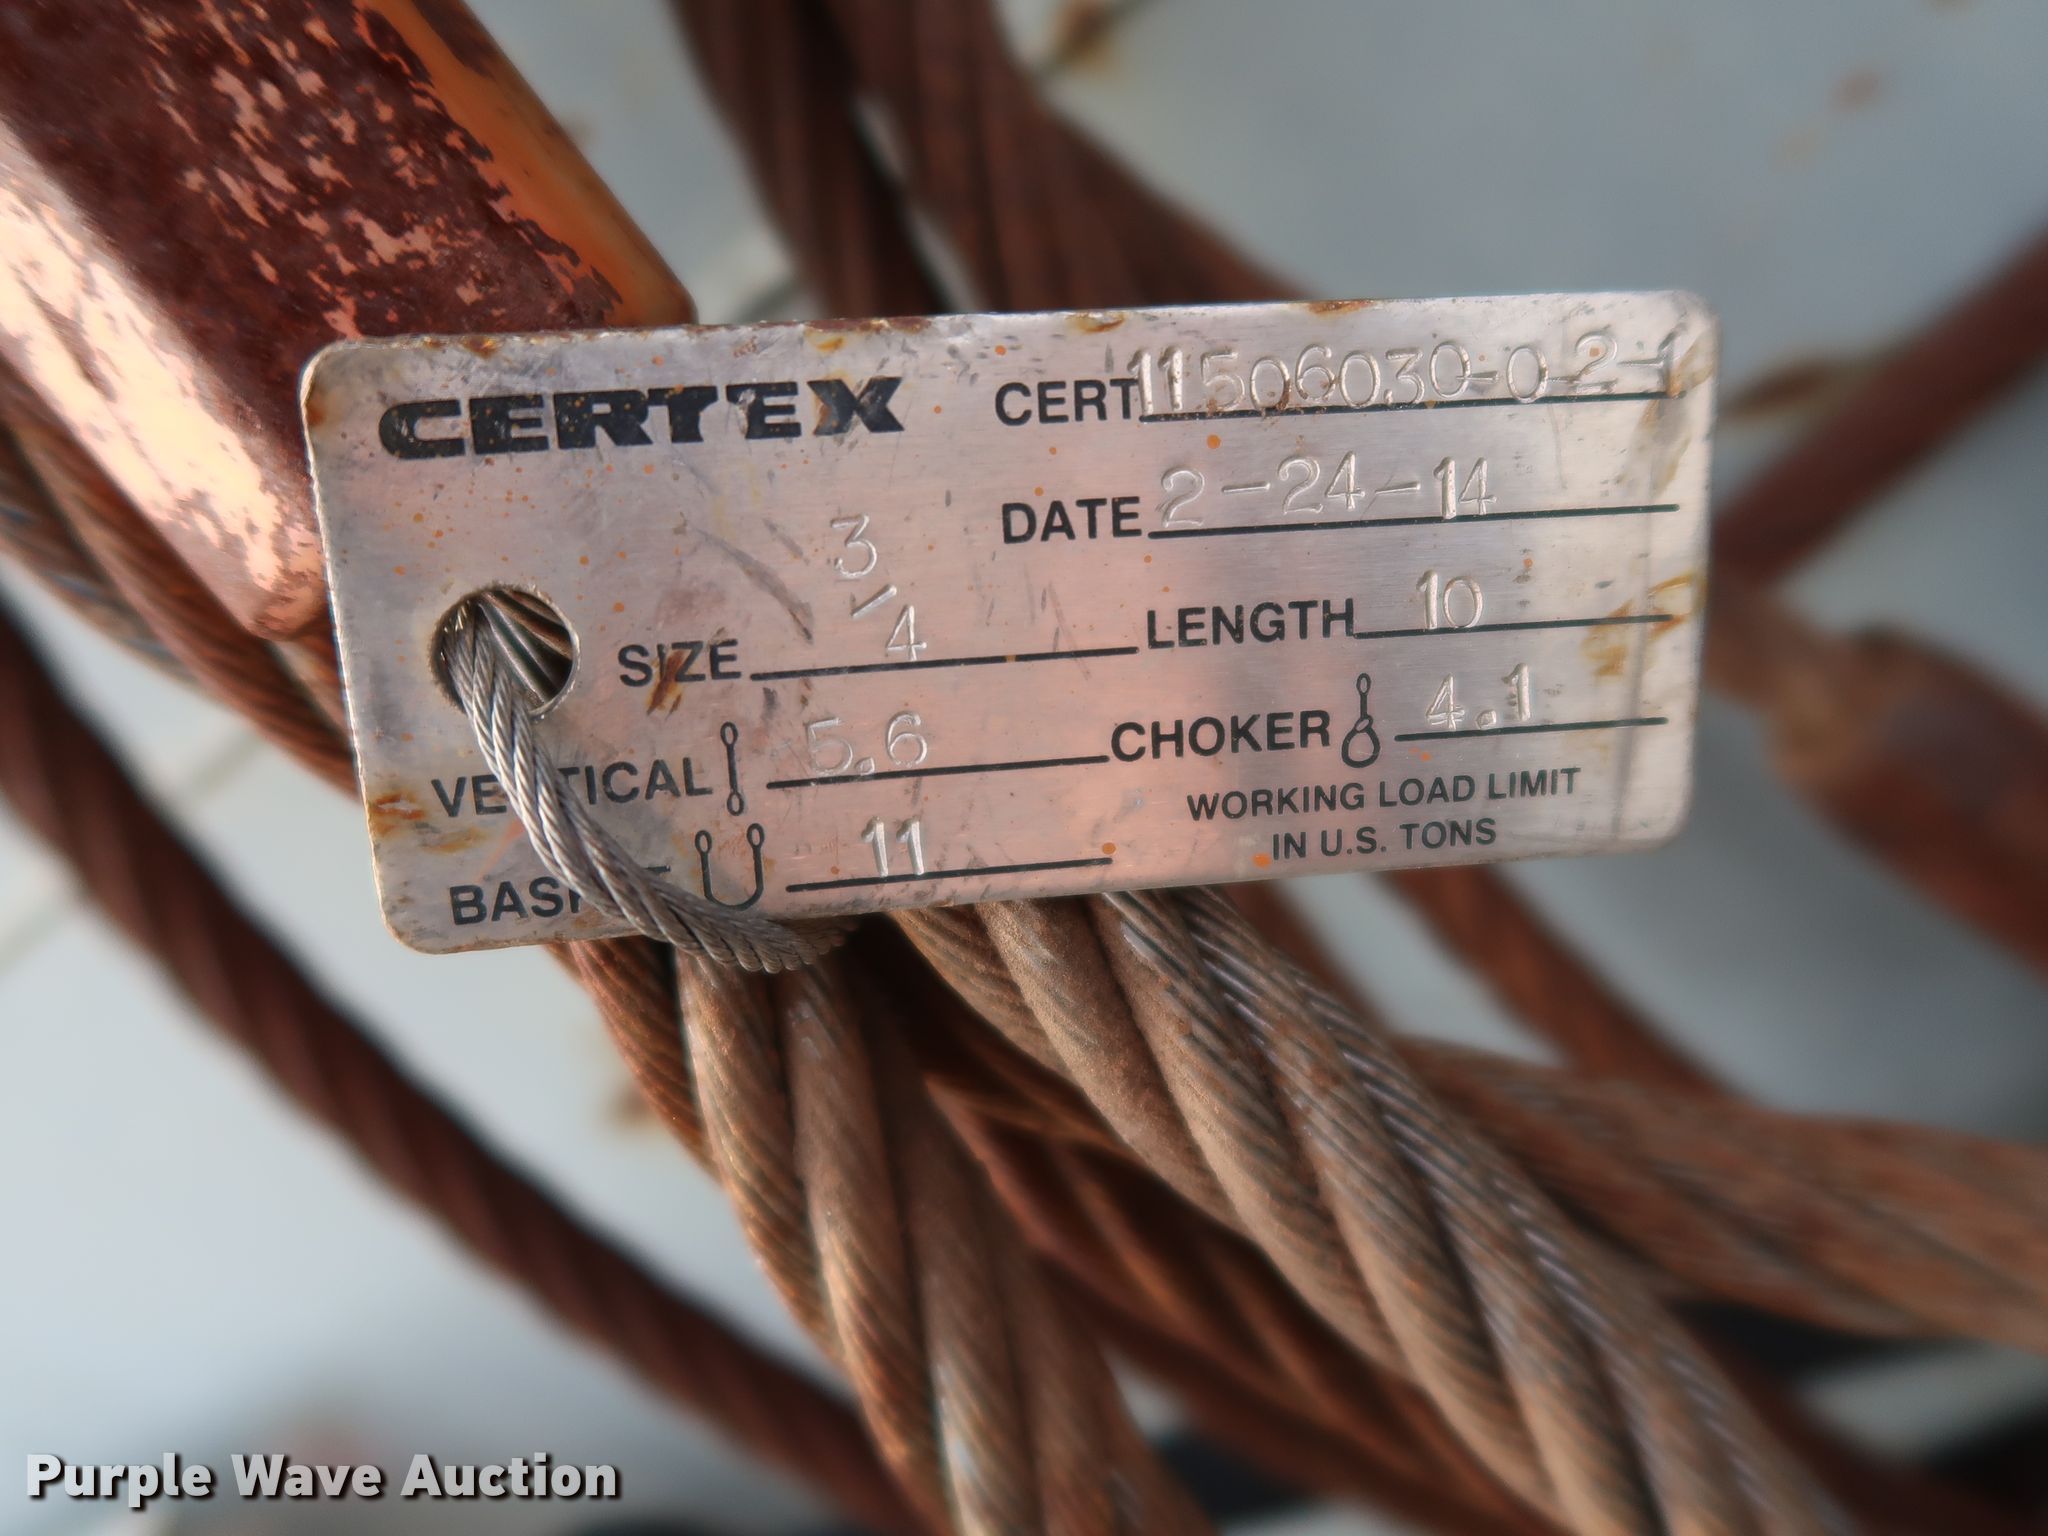 CERTEX CERT 11506030-0-2-1
DATE 2-24-14
SIZE 3/4 LENGTH 10
VERTICAL 5.6 CHOKER 4.1
WORKING LOAD LIMIT
IN U.S. TONS
BASKET 11
Purple Wave Auction